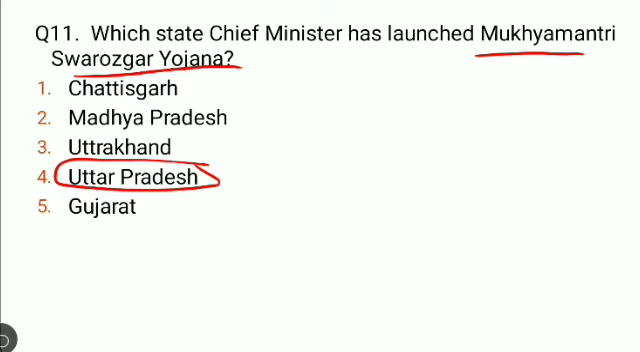 Q11. Which state Chief Minister has launched Mukhyamantri
Swarozgar Yojana?
1. Chattisgarh
2. Madhya Pradesh
3. Uttrakhand
4. Uttar Pradesh
5. Gujarat